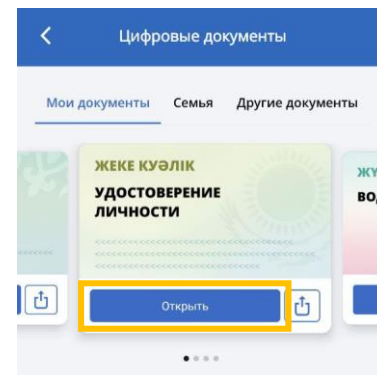 Цифровые документы
Мои документы Семья Другие документы
ЖЕКЕ КУӘЛІК
УДОСТОВЕРЕНИЕ
ЛИЧНОСТИ
Открыть